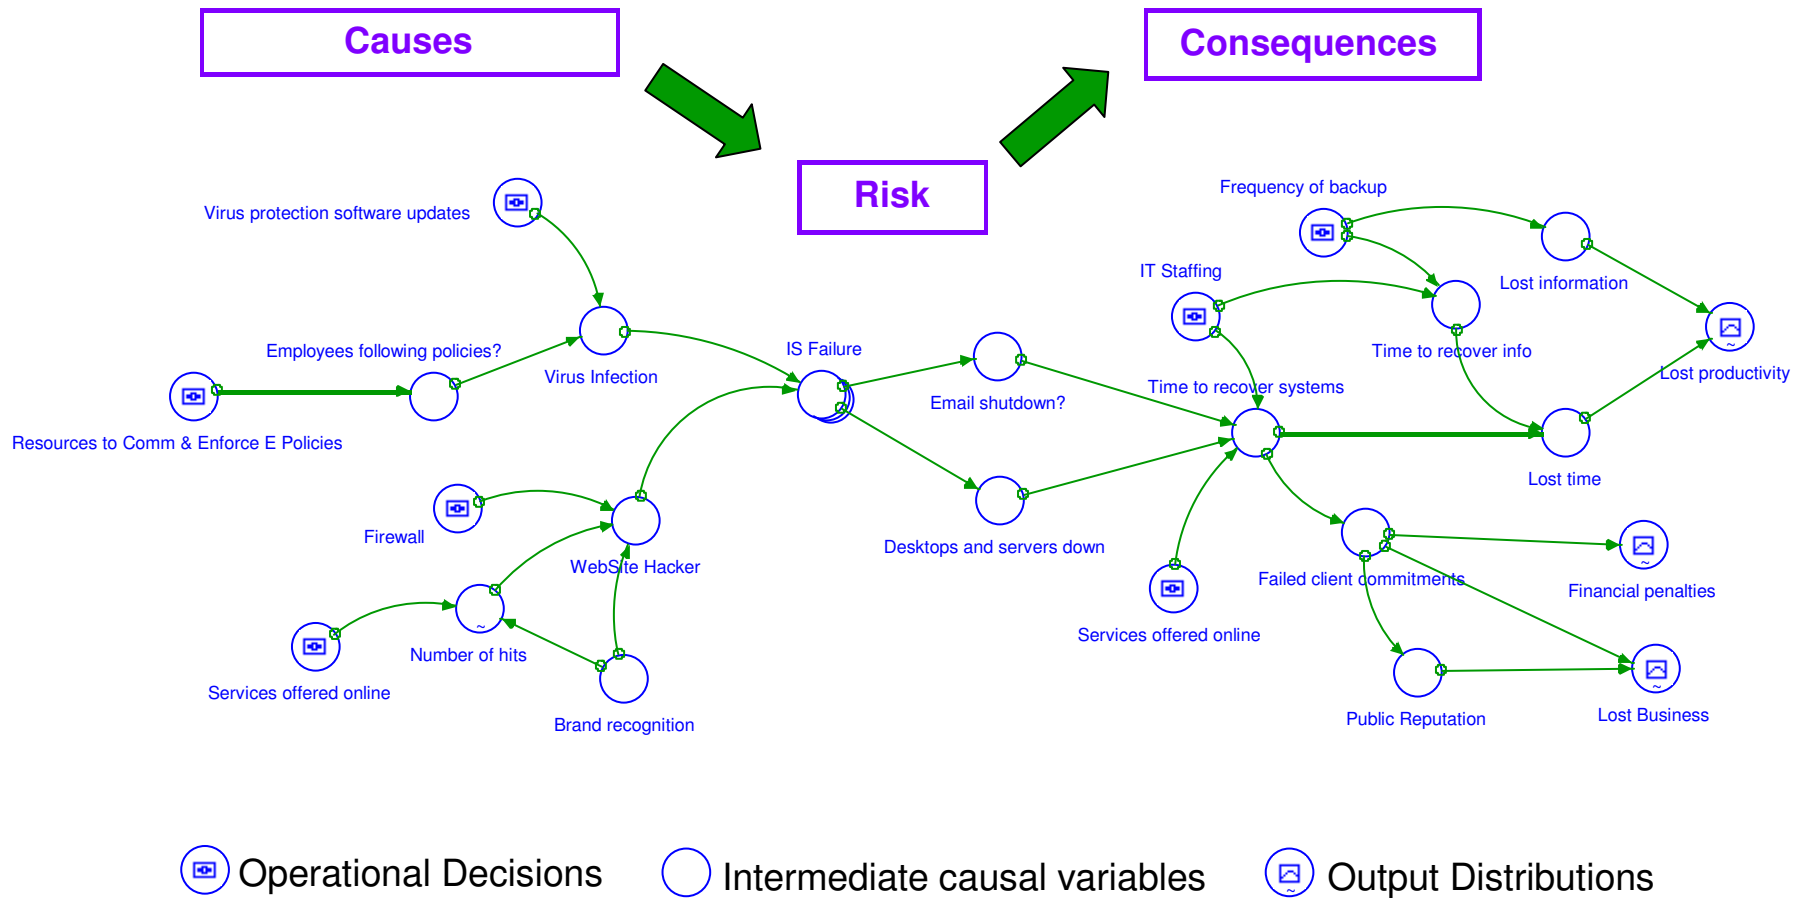 Causes
Consequences
Risk
Frequency of backup
Virus protection software updates
IT Staffing
Lost information
IS Failure
Employees following policies?
Time to recover info
Virus Infection
Lost productivity
Time to recover systems
Email shutdown?
Resources to Comm & Enforce E Policies
Lost time
Firewall
Desktops and servers down
WebSite Hacker
Failed client commitments
Financial penalties
~
~
Services offered online
~
Number of hits
~
Services offered online
Lost Business
Public Reputation
Brand recognition
Operational Decisions
Intermediate causal variables
~
Output Distributions